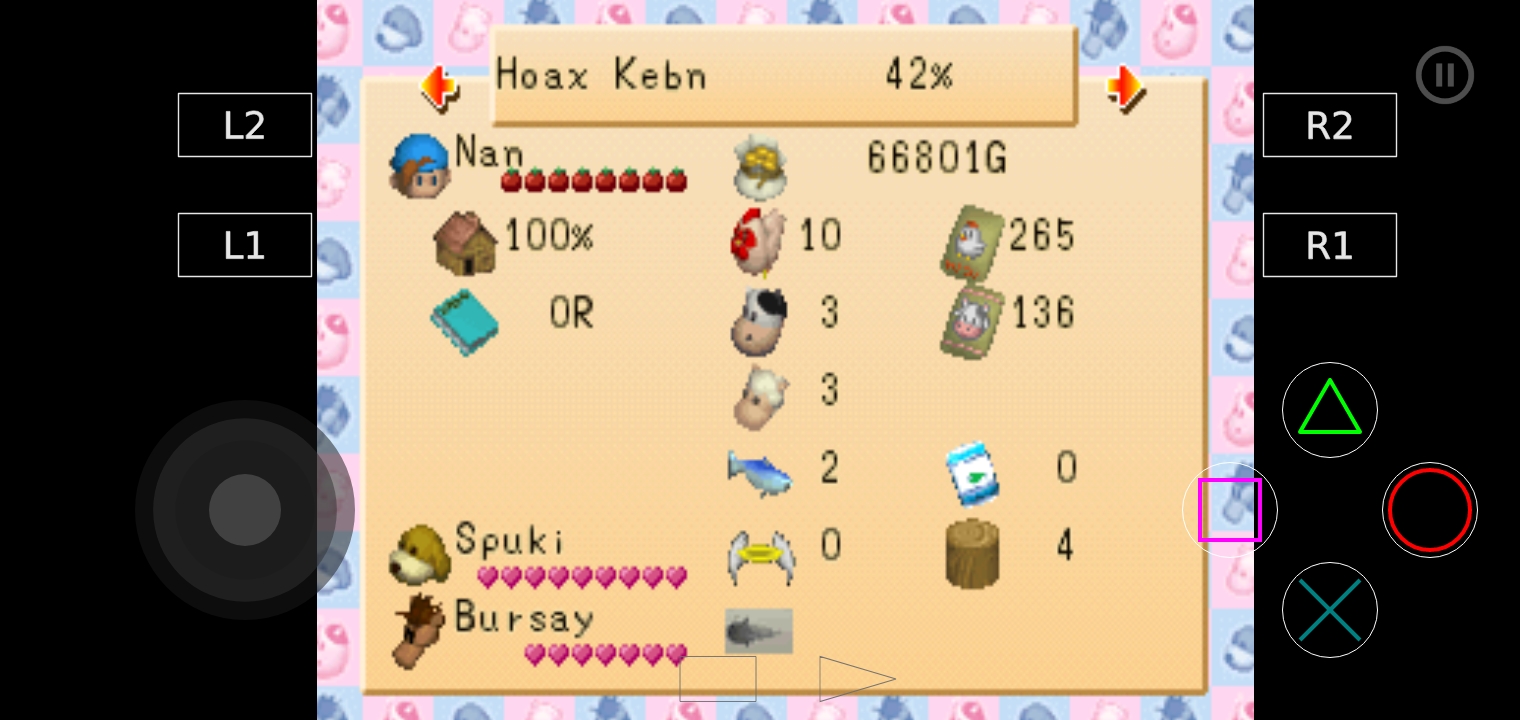 Hoax Kebn 42%
L2
R2
Nan 66801G
L1
R1
100% 10 265
0R 3 136
3
2 0
Spuki 0 4
Bursay